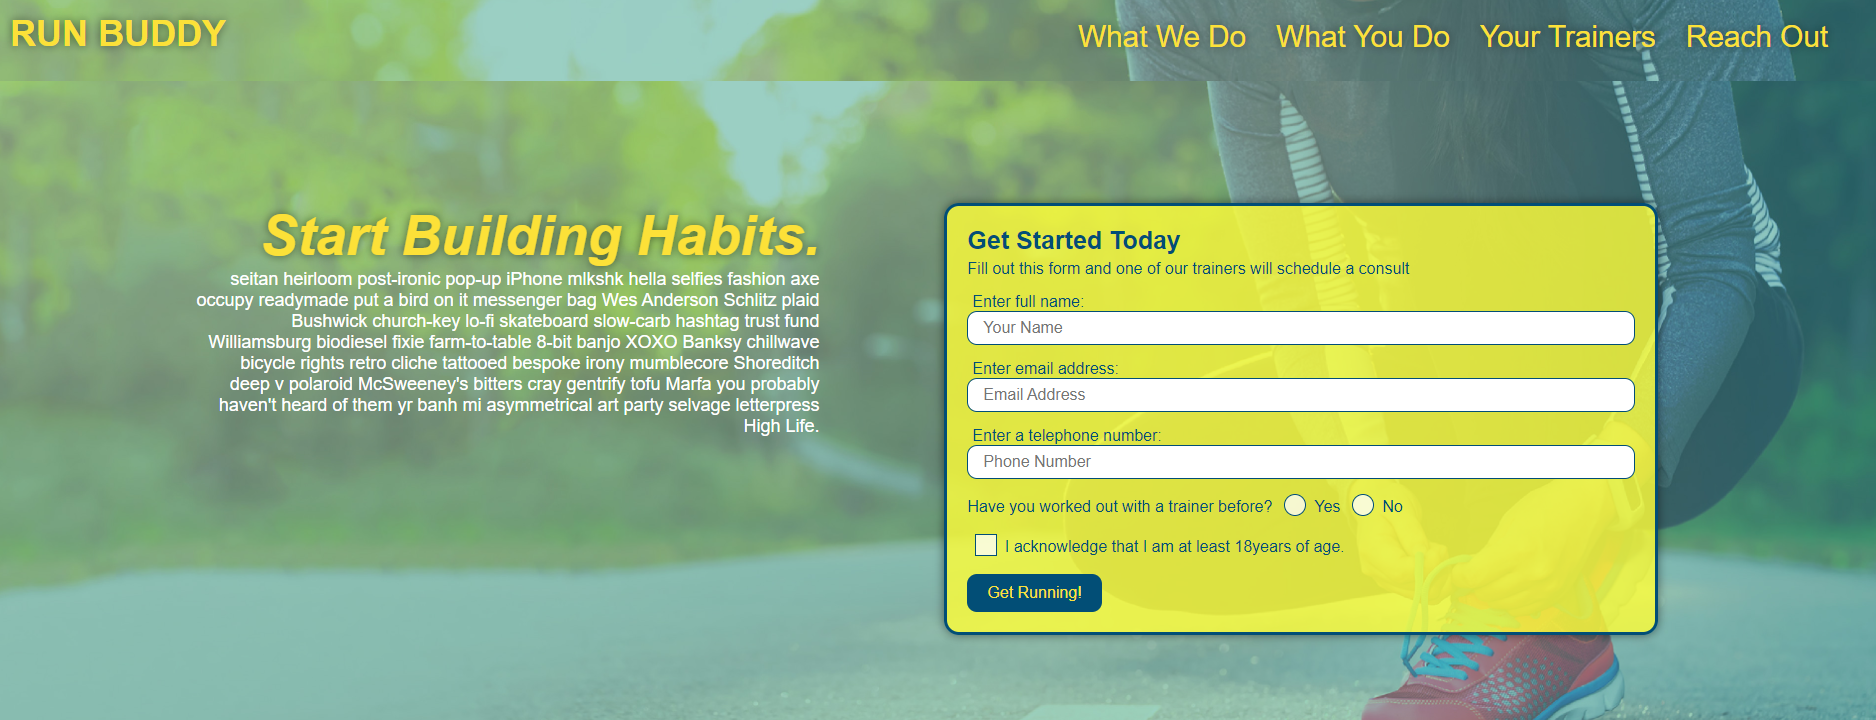 RUN BUDDY
What We Do What You Do Your Trainers Reach Out
Start Building Habits.
seitan heirloom post-ironic pop-up iPhone mlkshk hella selfies fashion axe
occupy readymade put a bird on it messenger bag Wes Anderson Schlitz plaid
Bushwick church-key lo-fi skateboard slow-carb hashtag trust fund
Williamsburg biodiesel fixie farm-to-table 8-bit banjo XOXO Banksy chillwave
bicycle rights retro cliche tattooed bespoke irony mumblecore Shoreditch
deep v polaroid McSweeney's bitters cray gentrify tofu Marfa you probably
haven't heard of them yr banh mi asymmetrical art party selvage letterpress
High Life.
Get Started Today
Fill out this form and one of our trainers will schedule a consult
Enter full name:
Your Name
Enter email address:
Email Address
Enter a telephone number:
Phone Number
Have you worked out with a trainer before? Yes No
I acknowledge that I am at least 18years of age.
Get Running!